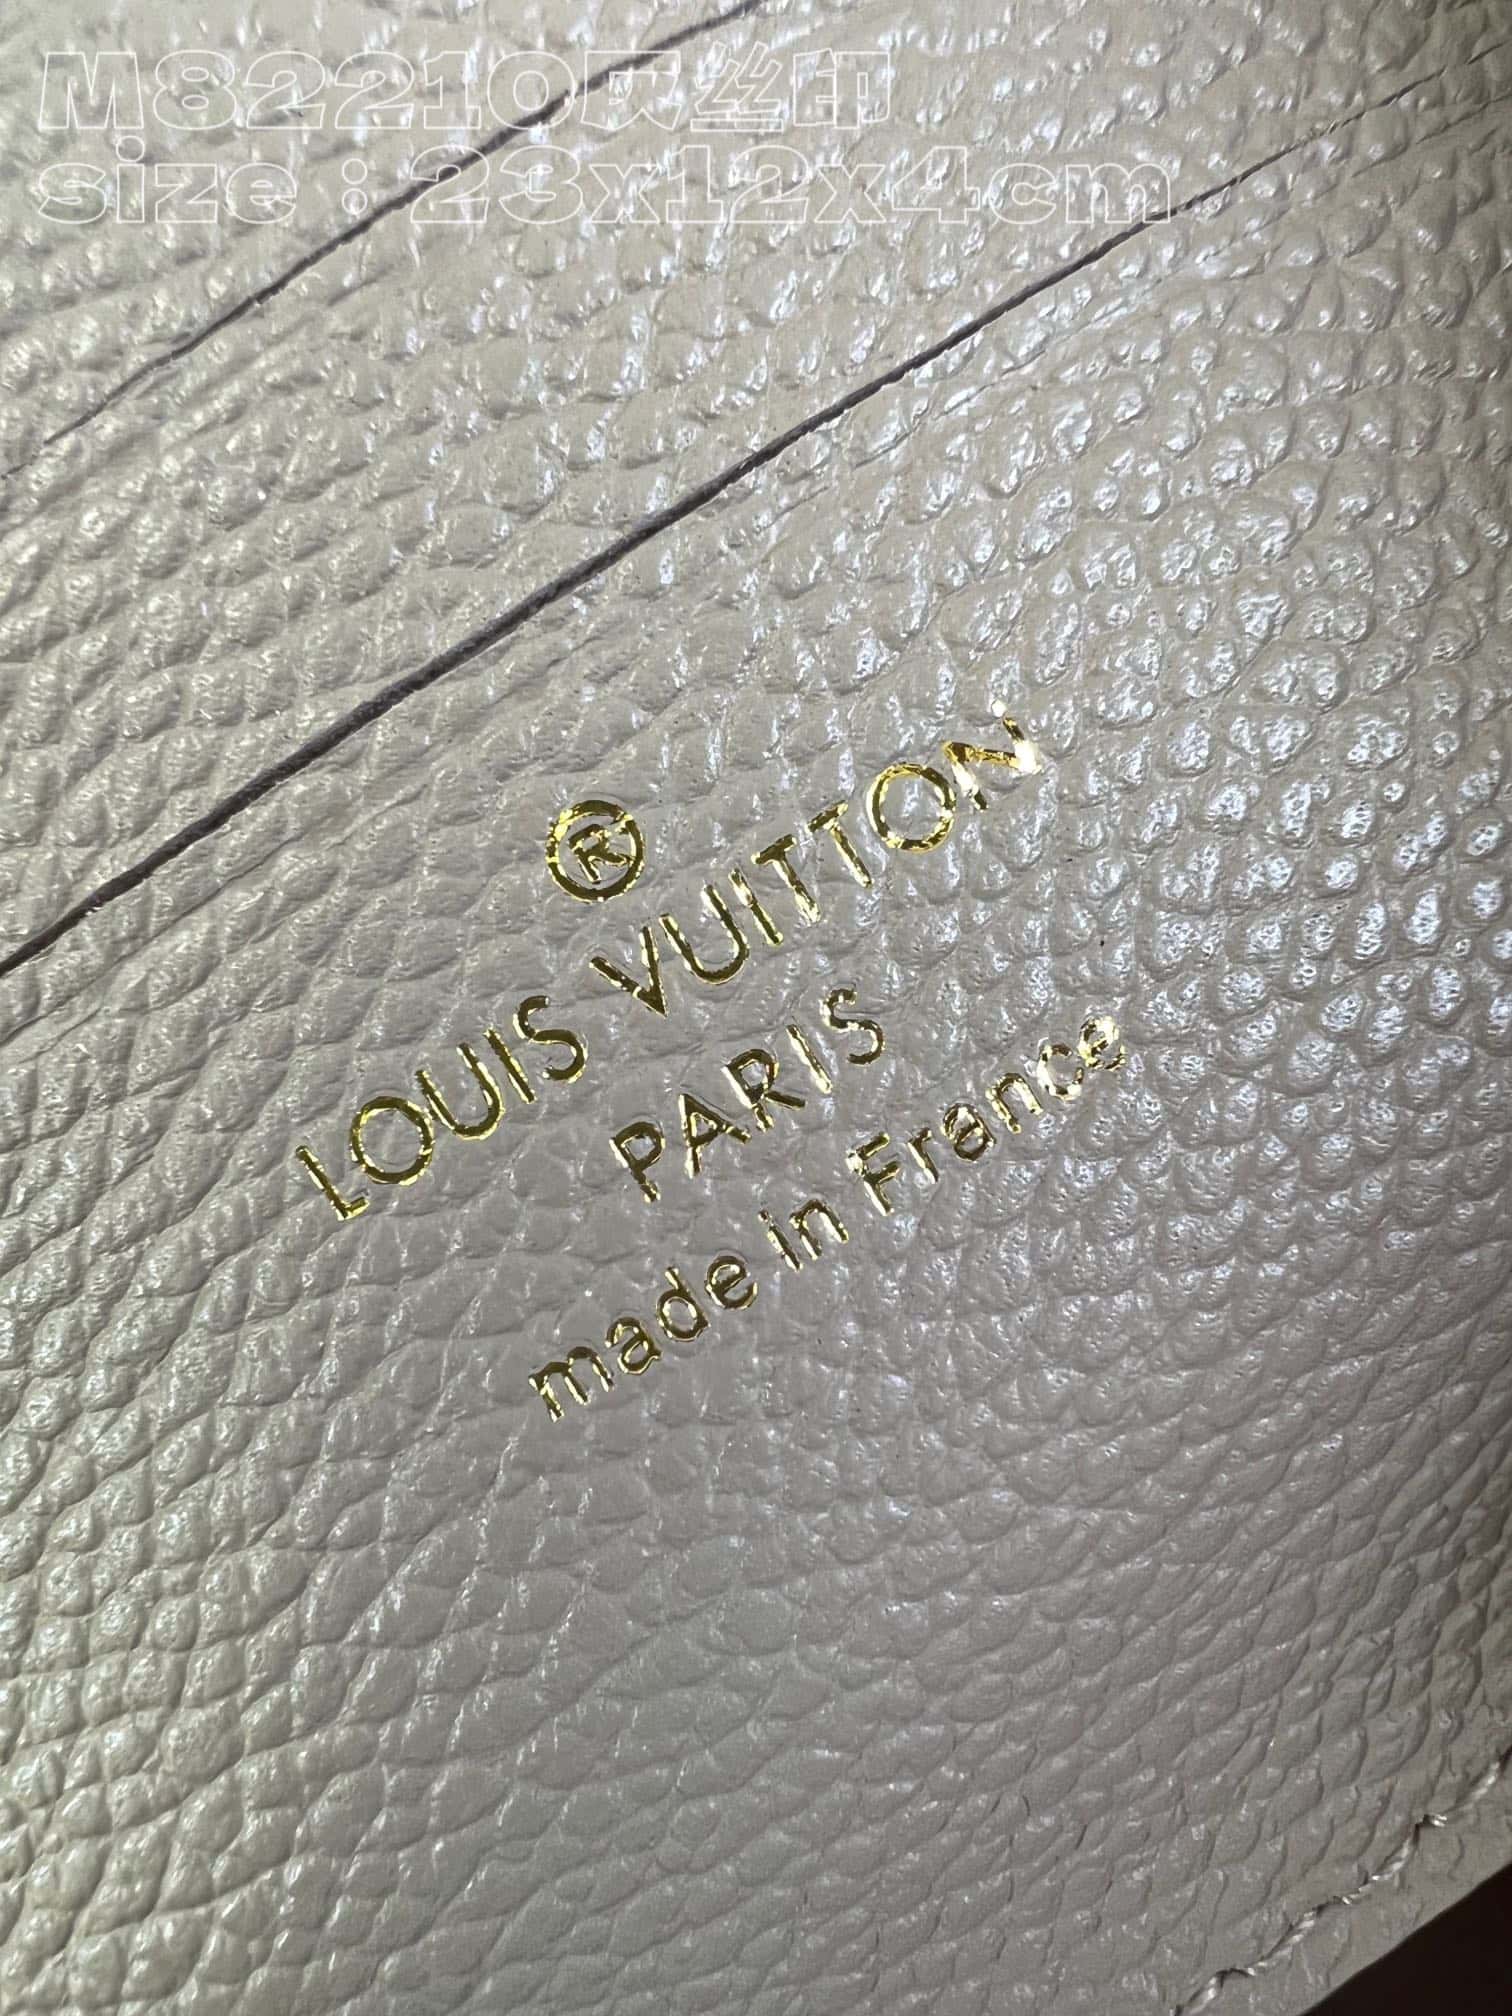 M82210灰丝印
size：23x12x4cm
®
LOUIS VUITTON
PARIS
made in France